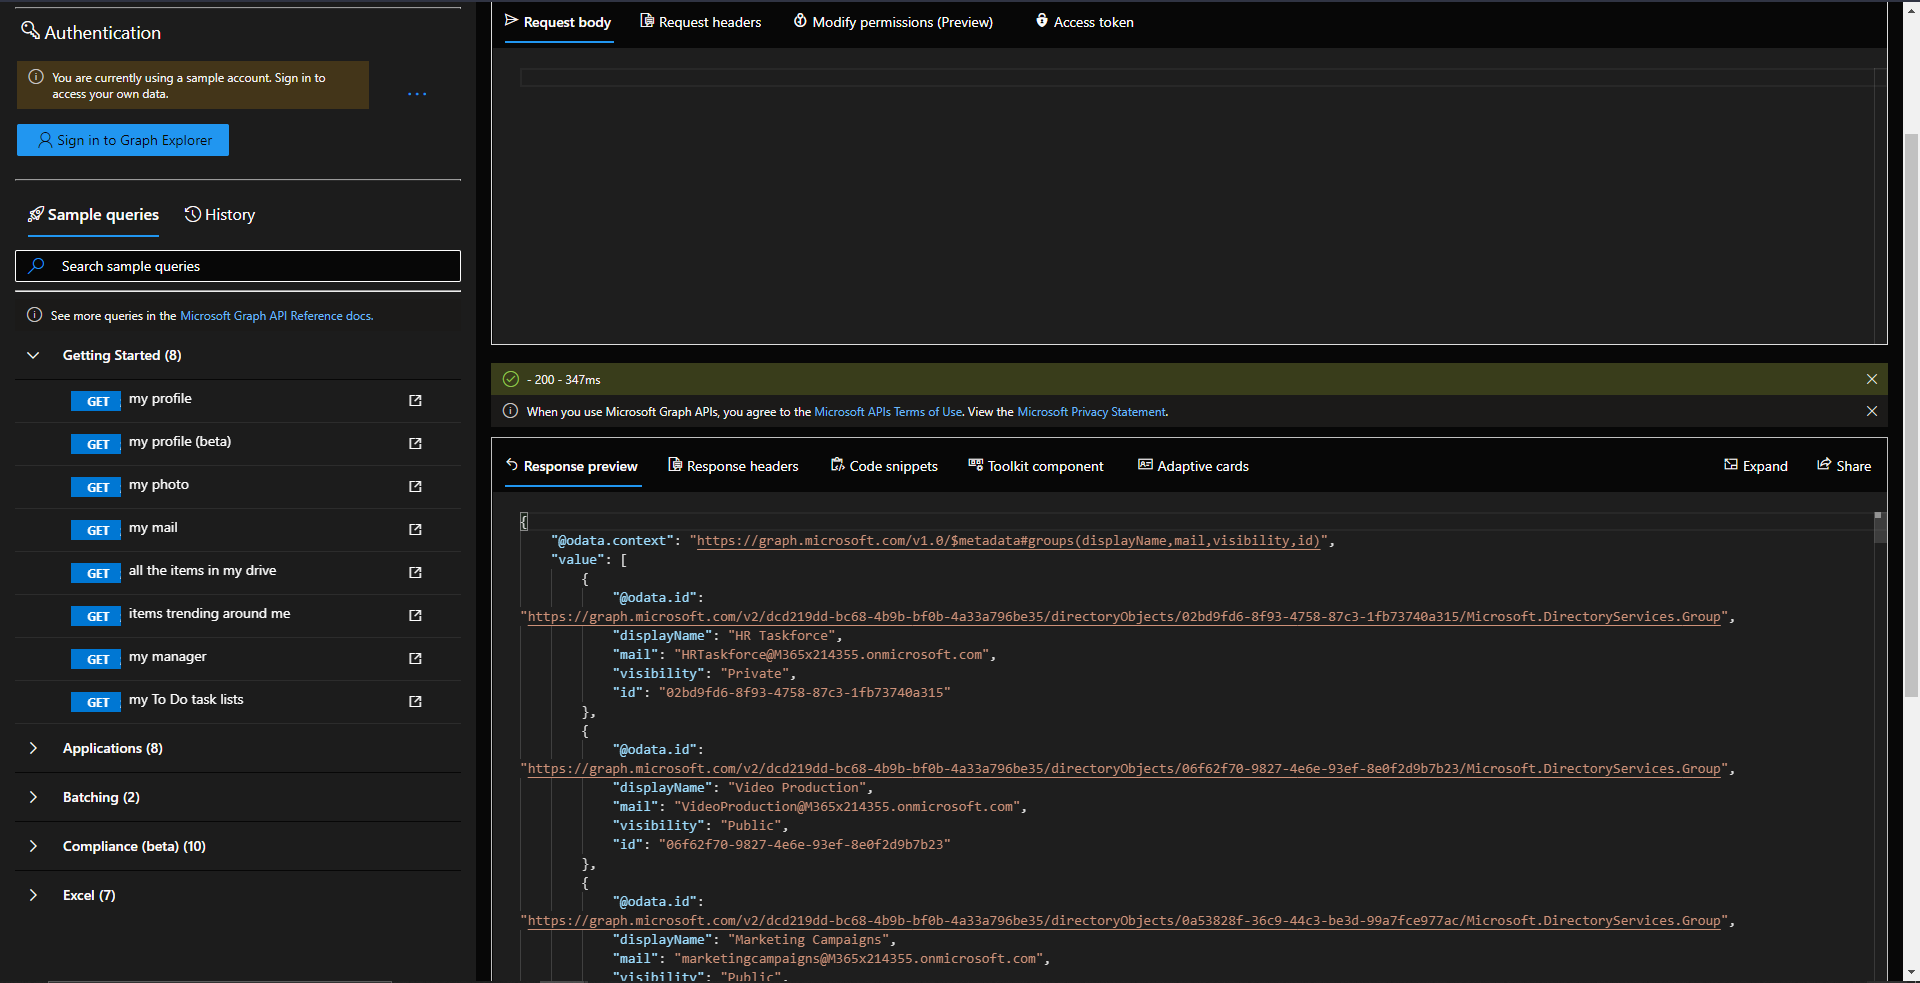 Authentication
You are currently using a sample account. Sign in to
access your own data.
...
Sign in to Graph Explorer
Sample queries
History
Search sample queries
See more queries in the Microsoft Graph API Reference docs.
Getting Started (8)
GET my profile
GET my profile (beta)
GET my photo
GET my mail
GET all the items in my drive
GET items trending around me
GET my manager
GET my To Do task lists
Applications (8)
Batching (2)
Compliance (beta) (10)
Excel (7)
Request body
Request headers
Modify permissions (Preview)
Access token
- 200 - 347ms
When you use Microsoft Graph APIs, you agree to the Microsoft APIs Terms of Use. View the Microsoft Privacy Statement.
Response preview
Response headers
Code snippets
Toolkit component
Adaptive cards
Expand
Share
{
"@odata.context": "https://graph.microsoft.com/v1.0/$metadata#groups(displayName,mail,visibility,id)",
"value": [
{
"@odata.id":
"https://graph.microsoft.com/v2/dcd219dd-bc68-4b9b-bf0b-4a33a796be35/directoryObjects/02bd9fd6-8f93-4758-87c3-1fb73740a315/Microsoft.DirectoryServices.Group",
"displayName": "HR Taskforce",
"mail": "HRTaskforce@M365x214355.onmicrosoft.com",
"visibility": "Private",
"id": "02bd9fd6-8f93-4758-87c3-1fb73740a315"
},
{
"@odata.id":
"https://graph.microsoft.com/v2/dcd219dd-bc68-4b9b-bf0b-4a33a796be35/directoryObjects/06f62f70-9827-4e6e-93ef-8e0f2d9b7b23/Microsoft.DirectoryServices.Group",
"displayName": "Video Production",
"mail": "VideoProduction@M365x214355.onmicrosoft.com",
"visibility": "Public",
"id": "06f62f70-9827-4e6e-93ef-8e0f2d9b7b23"
},
{
"@odata.id":
"https://graph.microsoft.com/v2/dcd219dd-bc68-4b9b-bf0b-4a33a796be35/directoryObjects/0a53828f-36c9-44c3-be3d-99a7fce977ac/Microsoft.DirectoryServices.Group",
"displayName": "Marketing Campaigns",
"mail": "marketingcampaigns@M365x214355.onmicrosoft.com",
"visibility": "Public",